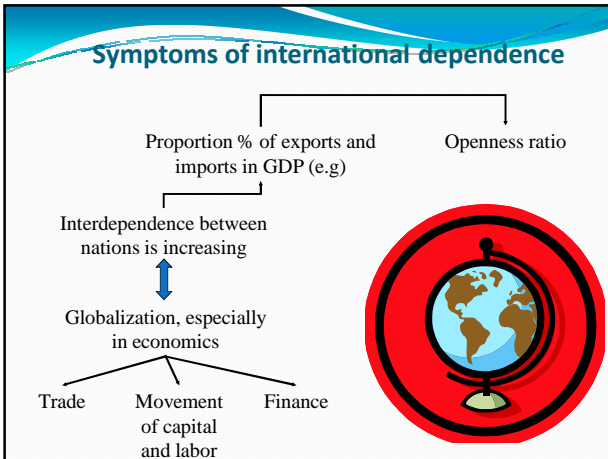 Symptoms of international dependence
Proportion % of exports and
imports in GDP (e.g)
Openness ratio
Interdependence between
nations is increasing
Globalization, especially
in economics
Trade
Movement
of capital
and labor
Finance